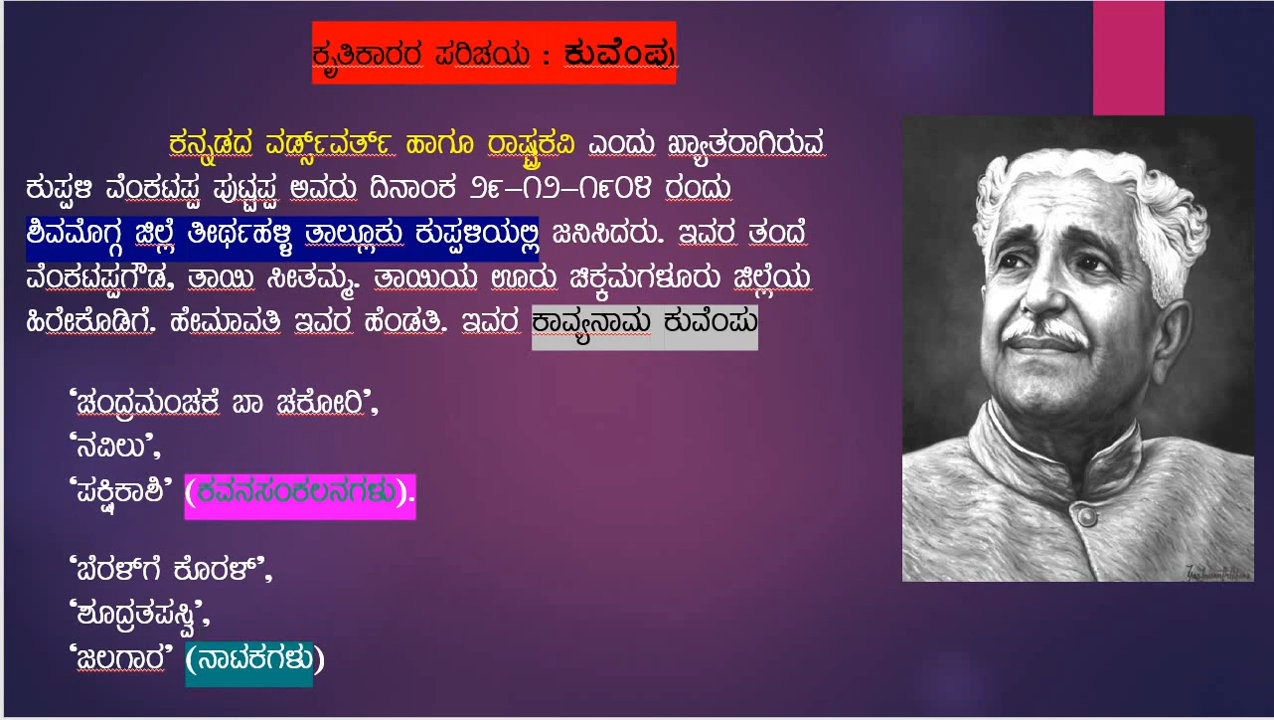 ಕೃತಿಕಾರರ ಪರಿಚಯ : ಕುವೆಂಪು
ಕನ್ನಡದ ವರ್ಡ್ಸ್‌ವರ್ತ್ ಹಾಗೂ ರಾಷ್ಟ್ರಕವಿ ಎಂದು ಖ್ಯಾತರಾಗಿರುವ
ಕುಪ್ಪಳಿ ವೆಂಕಟಪ್ಪ ಪುಟ್ಟಪ್ಪ ಅವರು ದಿನಾಂಕ ೨೯–೧೨–೧೯೦೪ ರಂದು
ಶಿವಮೊಗ್ಗ ಜಿಲ್ಲೆ ತೀರ್ಥಹಳ್ಳಿ ತಾಲ್ಲೂಕು ಕುಪ್ಪಳಿಯಲ್ಲಿ ಜನಿಸಿದರು. ಇವರ ತಂದೆ
ವೆಂಕಟಪ್ಪಗೌಡ, ತಾಯಿ ಸೀತಮ್ಮ. ತಾಯಿಯ ಊರು ಚಿಕ್ಕಮಗಳೂರು ಜಿಲ್ಲೆಯ
ಹಿರೇಕೊಡಿಗೆ. ಹೇಮಾವತಿ ಇವರ ಹೆಂಡತಿ. ಇವರ ಕಾವ್ಯನಾಮ ಕುವೆಂಪು
‘ಚಂದ್ರಮಂಚಕೆ ಬಾ ಚಕೋರಿ’,
‘ನವಿಲು’,
‘ಪಕ್ಷಿಕಾಶಿ’ (ಕವನಸಂಕಲನಗಳು).
‘ಬೆರಳ್‌ಗೆ ಕೊರಳ್’,
‘ಶೂದ್ರತಪಸ್ವಿ’,
‘ಜಲಗಾರ’ (ನಾಟಕಗಳು)